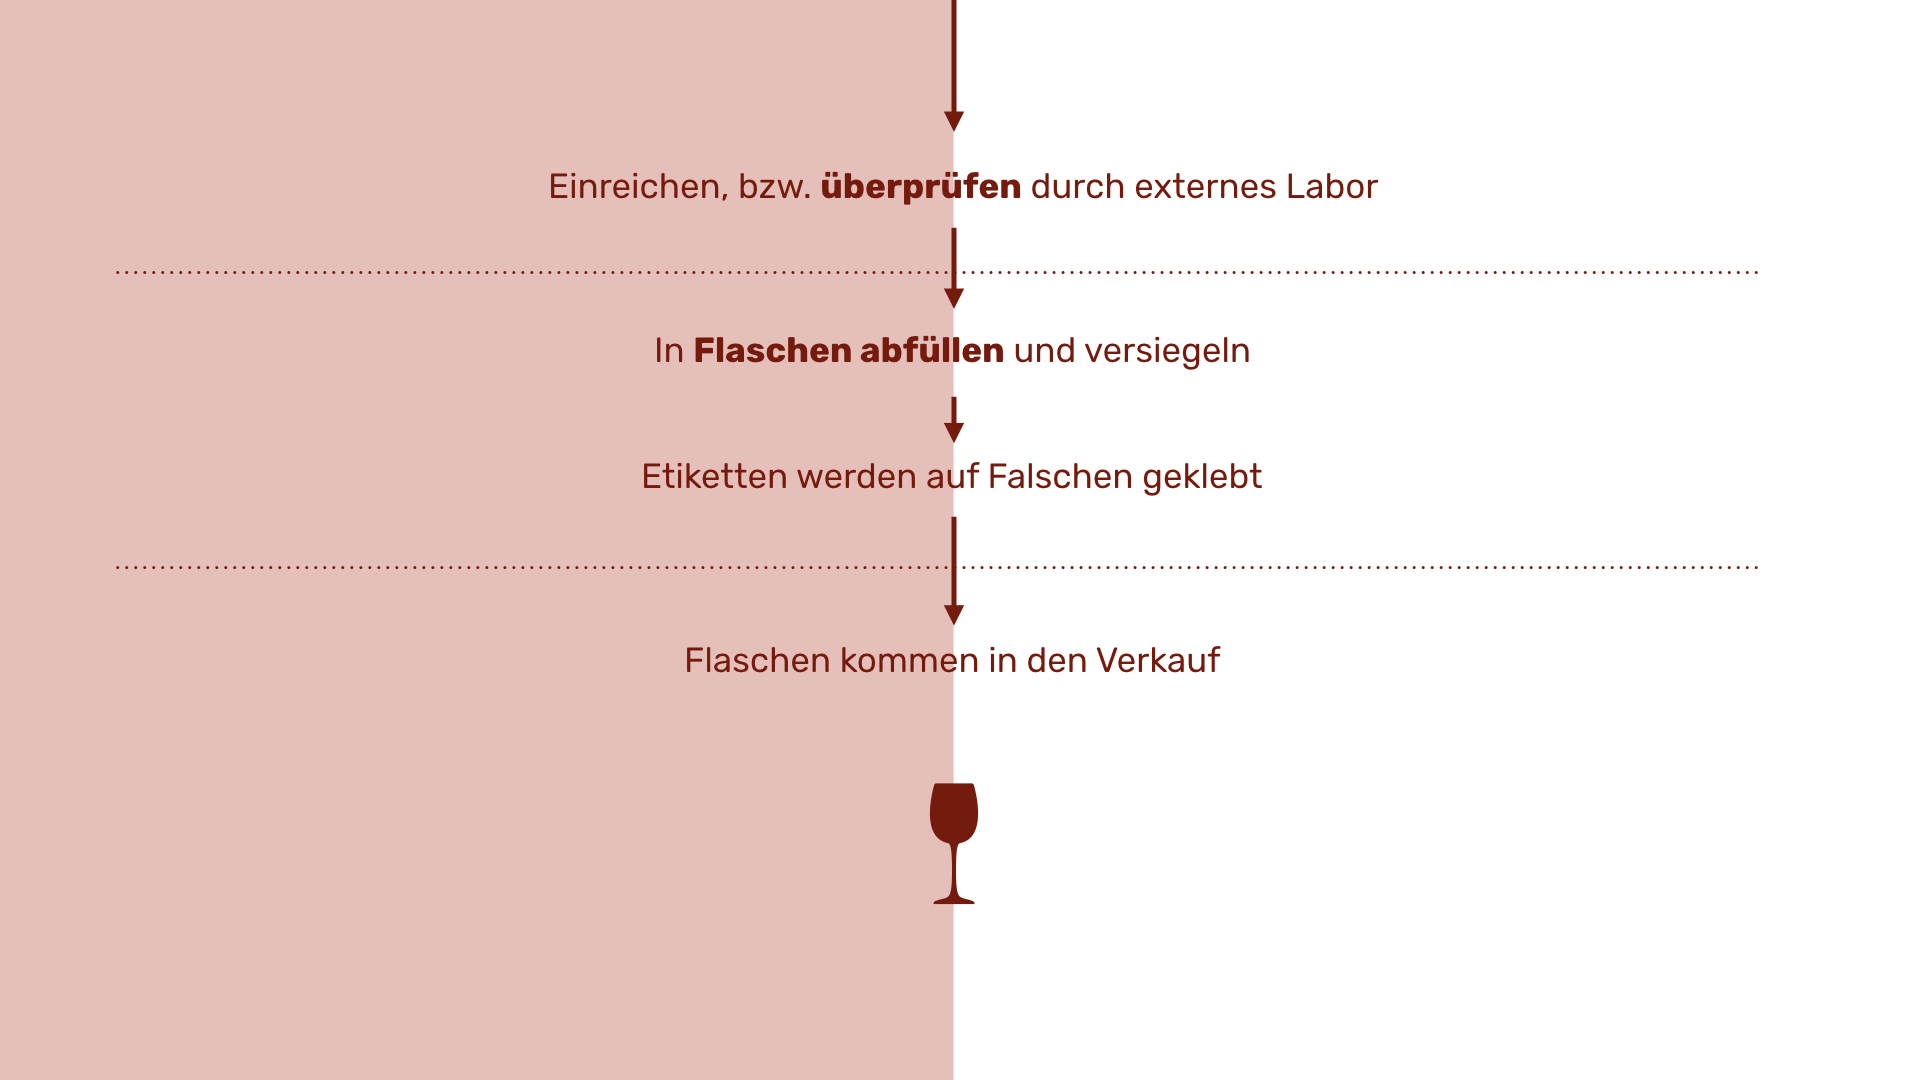 Einreichen, bzw. überprüfen durch externes Labor
In Flaschen abfüllen und versiegeln
Etiketten werden auf Falschen geklebt
Flaschen kommen in den Verkauf